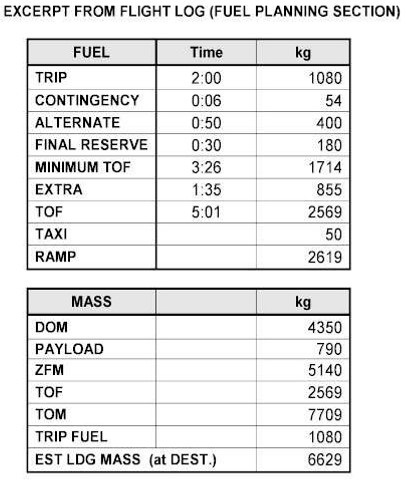 EXCERPT FROM FLIGHT LOG (FUEL PLANNING SECTION)
FUEL Time kg
TRIP 2:00 1080
CONTINGENCY 0:06 54
ALTERNATE 0:50 400
FINAL RESERVE 0:30 180
MINIMUM TOF 3:26 1714
EXTRA 1:35 855
TOF 5:01 2569
TAXI 50
RAMP 2619
MASS kg
DOM 4350
PAYLOAD 790
ZFM 5140
TOF 2569
TOM 7709
TRIP FUEL 1080
EST LDG MASS (at DEST.) 6629